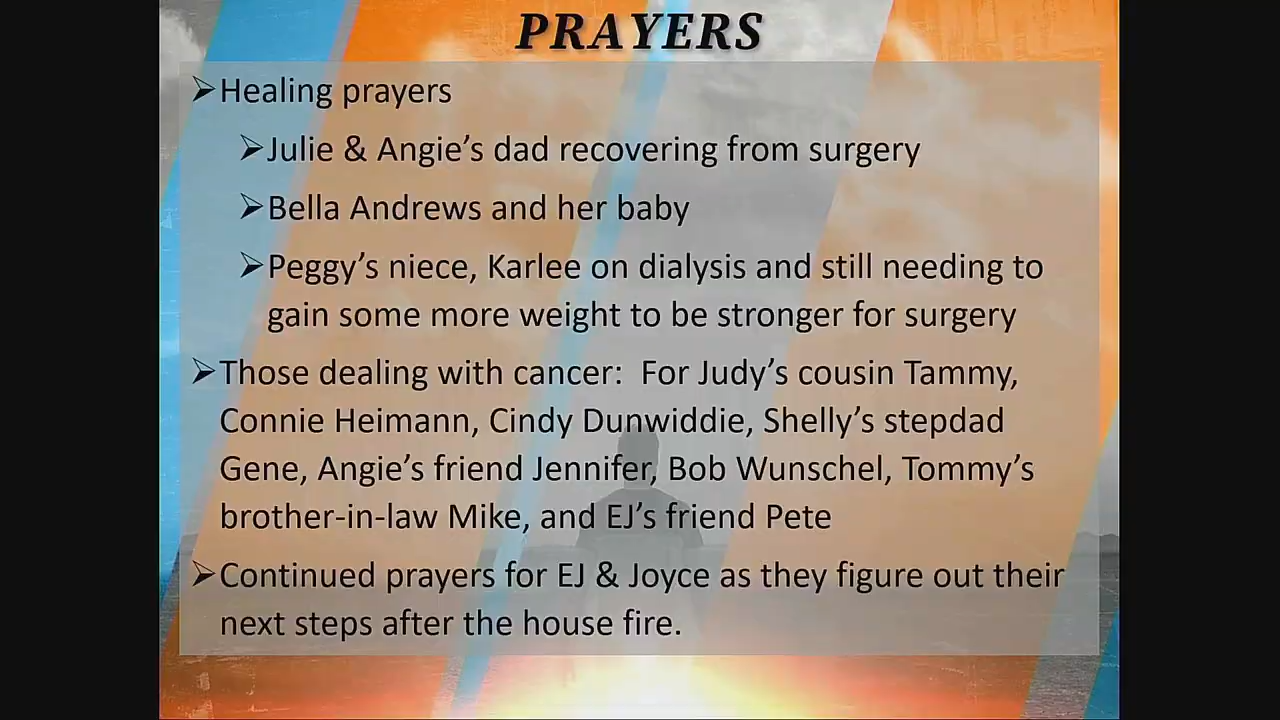 PRAYERS
➢Healing prayers
➢Julie & Angie’s dad recovering from surgery
➢Bella Andrews and her baby
➢Peggy’s niece, Karlee on dialysis and still needing to
gain some more weight to be stronger for surgery
➢Those dealing with cancer:  For Judy’s cousin Tammy,
Connie Heimann, Cindy Dunwiddie, Shelly’s stepdad
Gene, Angie’s friend Jennifer, Bob Wunschel, Tommy’s
brother-in-law Mike, and EJ’s friend Pete
➢Continued prayers for EJ & Joyce as they figure out their
next steps after the house fire.